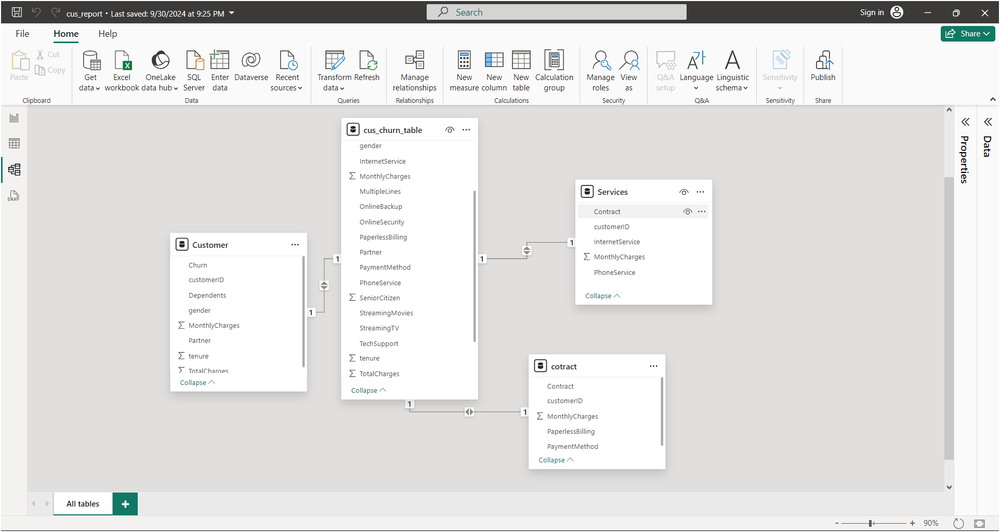 cus_report • Last saved: 9/30/2024 at 9:25 PM
Search
Sign in
File
Home
Help
Share
Paste
Cut
Copy
Clipboard
Get data
Excel workbook
OneLake data hub
SQL Server
Enter data
Dataverse
Recent sources
Data
Transform data
Refresh
Queries
Manage relationships
Relationships
New measure
New column
New table
Calculation group
Calculations
Manage roles
View as
Security
Q&A setup
Language
Linguistic schema
Q&A
Sensitivity
Sensitivity
Publish
Share
DAX
cus_churn_table
gender
InternetService
MonthlyCharges
MultipleLines
OnlineBackup
OnlineSecurity
PaperlessBilling
Partner
PaymentMethod
PhoneService
SeniorCitizen
StreamingMovies
StreamingTV
TechSupport
tenure
TotalCharges
Collapse
Customer
Churn
customerID
Dependents
gender
MonthlyCharges
Partner
tenure
TotalCharges
Collapse
1
1
1
1
1
1
Services
Contract
customerID
InternetService
MonthlyCharges
PhoneService
Collapse
cotract
Contract
customerID
MonthlyCharges
PaperlessBilling
PaymentMethod
Collapse
Properties
Data
All tables
90%